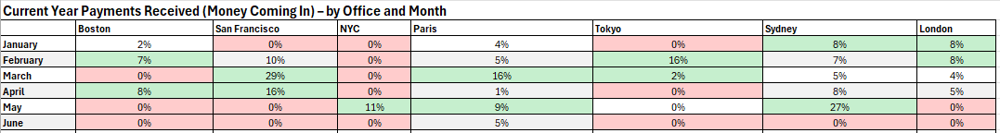 Current Year Payments Received (Money Coming In) – by Office and Month
Boston San Francisco NYC Paris Tokyo Sydney London
January 2% 0% 0% 4% 0% 8% 8%
February 7% 10% 0% 5% 16% 7% 8%
March 0% 29% 0% 16% 2% 5% 4%
April 8% 16% 0% 1% 0% 8% 5%
May 0% 0% 11% 9% 0% 27% 0%
June 0% 0% 0% 5% 0% 0% 0%